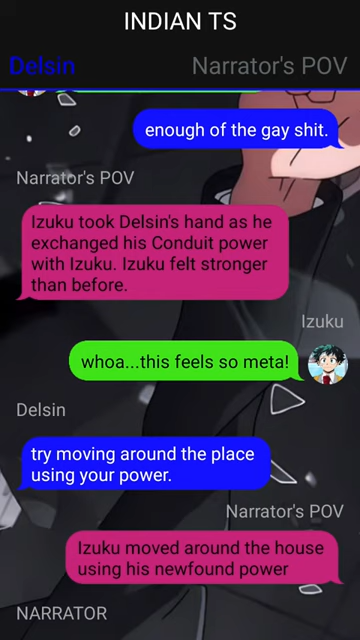 INDIAN TS
Delsin
Narrator's POV
enough of the gay shit.
Narrator's POV
Izuku took Delsin's hand as he
exchanged his Conduit power
with Izuku. Izuku felt stronger
than before.
Izuku
whoa...this feels so meta!
Delsin
try moving around the place
using your power.
Narrator's POV
Izuku moved around the house
using his newfound power
NARRATOR